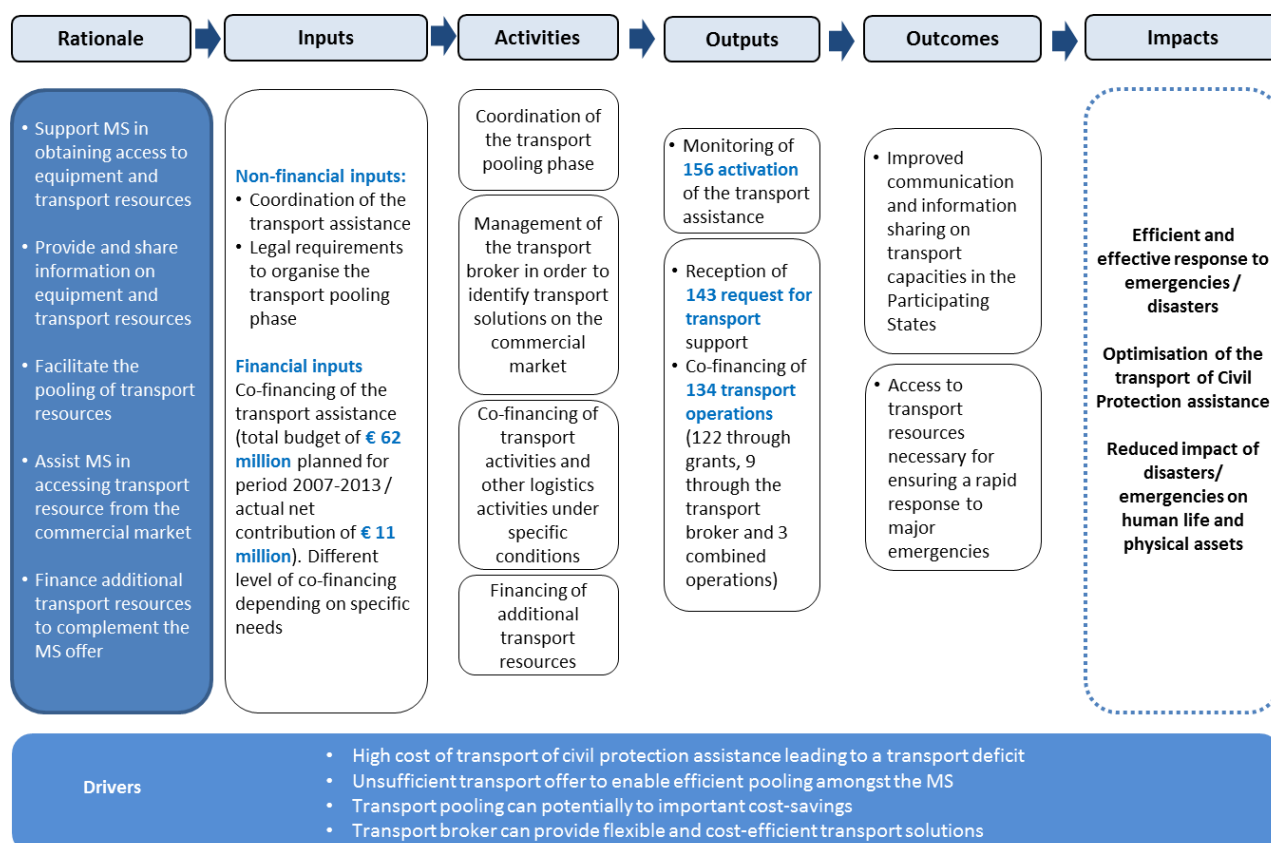 Rationale
Inputs
Activities
Outputs
Outcomes
Impacts
• Support MS in
obtaining access to
equipment and
transport resources
• Provide and share
information on
equipment and
transport resources
• Facilitate the
pooling of transport
resources
• Assist MS in
accessing transport
resource from the
commercial market
• Finance additional
transport resources
to complement the
MS offer
Non-financial inputs:
• Coordination of the
transport assistance
• Legal requirements
to organise the
transport pooling
phase
Financial inputs
Co-financing of the
transport assistance
(total budget of € 62
million planned for
period 2007-2013 /
actual net
contribution of € 11
million). Different
level of co-financing
depending on specific
needs
Coordination of
the transport
pooling phase
Management of
the transport
broker in order to
identify transport
solutions on the
commercial
market
Co-financing of
transport
activities and
other logistics
activities under
specific
conditions
Financing of
additional
transport
resources
• Monitoring of
156 activation
of the transport
assistance
• Reception of
143 request for
transport
support
• Co-financing of
134 transport
operations
(122 through
grants, 9
through the
transport
broker and 3
combined
operations)
• Improved
communication
and information
sharing on
transport
capacities in the
Participating
States
• Access to
transport
resources
necessary for
ensuring a rapid
response to
major
emergencies
Efficient and
effective response to
emergencies /
disasters
Optimisation of the
transport of Civil
Protection assistance
Reduced impact of
disasters/
emergencies on
human life and
physical assets
Drivers
• High cost of transport of civil protection assistance leading to a transport deficit
• Unsufficient transport offer to enable efficient pooling amongst the MS
• Transport pooling can potentially to important cost-savings
• Transport broker can provide flexible and cost-efficient transport solutions